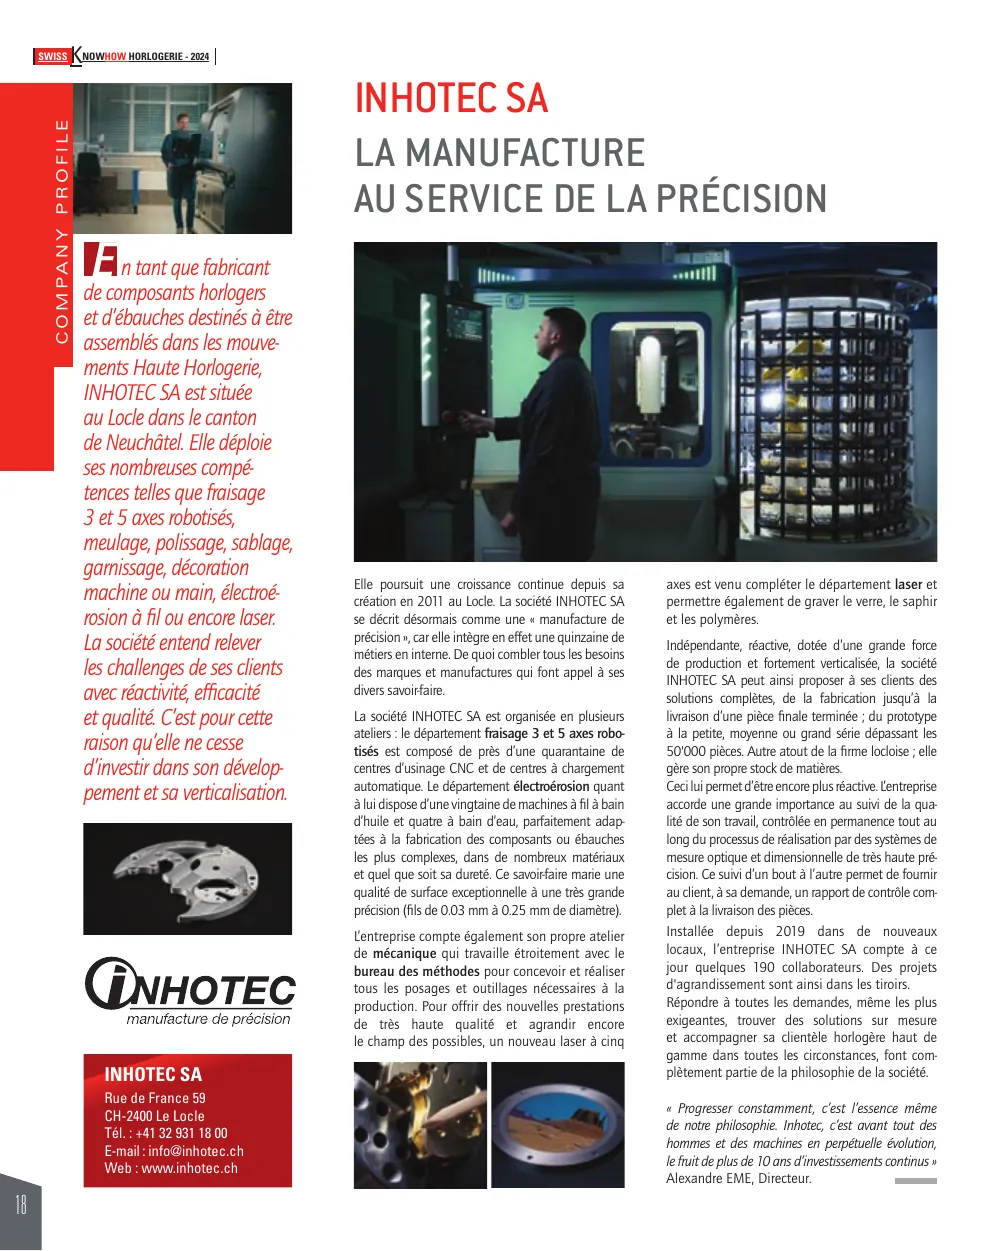 SWISS KNOWHOW HORLOGERIE - 2024
COMPANY PROFILE
INHOTEC SA
LA MANUFACTURE
AU SERVICE DE LA PRÉCISION
En tant que fabricant
de composants horlogers
et d'ébauches destinés à être
assemblés dans les mouve-
ments Haute Horlogerie,
INHOTEC SA est située
au Locle dans le canton
de Neuchâtel. Elle déploie
ses nombreuses compé-
tences telles que fraisage
3 et 5 axes robotisés,
meulage, polissage, sablage,
garnissage, décoration
machine ou main, électroé-
rosion à fil ou encore laser.
La société entend relever
les challenges de ses clients
avec réactivité, efficacité
et qualité. C'est pour cette
raison qu'elle ne cesse
d'investir dans son dévelop-
pement et sa verticalisation.
iNHOTEC
manufacture de précision
INHOTEC SA
Rue de France 59
CH-2400 Le Locle
Tél. : +41 32 931 18 00
E-mail : info@inhotec.ch
Web : www.inhotec.ch
Elle poursuit une croissance continue depuis sa
création en 2011 au Locle. La société INHOTEC SA
se décrit désormais comme une « manufacture de
précision », car elle intègre en effet une quinzaine de
métiers en interne. De quoi combler tous les besoins
des marques et manufactures qui font appel à ses
divers savoir-faire.
La société INHOTEC SA est organisée en plusieurs
ateliers : le département fraisage 3 et 5 axes robo-
tisés est composé de près d'une quarantaine de
centres d'usinage CNC et de centres à chargement
automatique. Le département électroérosion quant
à lui dispose d'une vingtaine de machines à fil à bain
d'huile et quatre à bain d'eau, parfaitement adap-
tées à la fabrication des composants ou ébauches
les plus complexes, dans de nombreux matériaux
et quel que soit sa dureté. Ce savoir-faire marie une
qualité de surface exceptionnelle à une très grande
précision (fils de 0.03 mm à 0.25 mm de diamètre).
L'entreprise compte également son propre atelier
de mécanique qui travaille étroitement avec le
bureau des méthodes pour concevoir et réaliser
tous les posages et outillages nécessaires à la
production. Pour offrir des nouvelles prestations
de très haute qualité et agrandir encore
le champ des possibles, un nouveau laser à cinq
axes est venu compléter le département laser et
permettre également de graver le verre, le saphir
et les polymères.
Indépendante, réactive, dotée d'une grande force
de production et fortement verticalisée, la société
INHOTEC SA peut ainsi proposer à ses clients des
solutions complètes, de la fabrication jusqu'à la
livraison d'une pièce finale terminée ; du prototype
à la petite, moyenne ou grand série dépassant les
50'000 pièces. Autre atout de la firme locloise ; elle
gère son propre stock de matières.
Ceci lui permet d'être encore plus réactive. L'entreprise
accorde une grande importance au suivi de la qua-
lité de son travail, contrôlée en permanence tout au
long du processus de réalisation par des systèmes de
mesure optique et dimensionnelle de très haute pré-
cision. Ce suivi d'un bout à l'autre permet de fournir
au client, à sa demande, un rapport de contrôle com-
plet à la livraison des pièces.
Installée depuis 2019 dans de nouveaux
locaux, l'entreprise INHOTEC SA compte à ce
jour quelques 190 collaborateurs. Des projets
d'agrandissement sont ainsi dans les tiroirs.
Répondre à toutes les demandes, même les plus
exigeantes, trouver des solutions sur mesure
et accompagner sa clientèle horlogère haut de
gamme dans toutes les circonstances, font com-
plètement partie de la philosophie de la société.
« Progresser constamment, c'est l'essence même
de notre philosophie. Inhotec, c'est avant tout des
hommes et des machines en perpétuelle évolution,
le fruit de plus de 10 ans d'investissements continus »
Alexandre EME, Directeur.
18